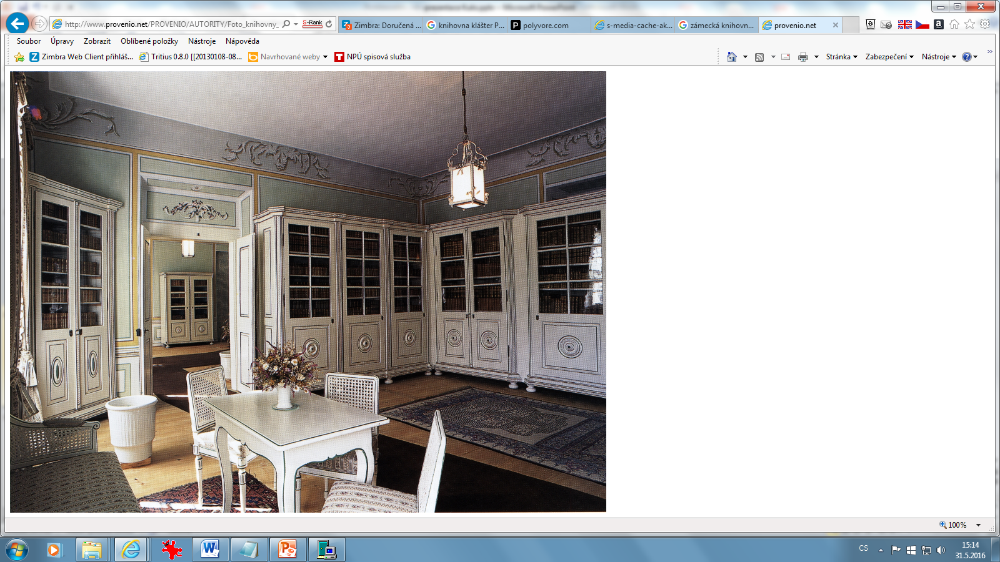 http://www.provenio.net/PROVENIO/AUTORITY/Foto_knihovny_
S-Rank
Zimbra: Doručená ...
knihovna klášter P...
polyvore.com
s-media-cache-ak...
zámecká knihovn...
provenio.net
Soubor Úpravy Zobrazit Oblíbené položky Nástroje Nápověda
Zimbra Web Client přihláš... Tritius 0.8.0 [[20130108-08... Navrhované weby NPÚ spisová služba
Stránka Zabezpečení Nástroje
100%
CS
15:14
31.5.2016